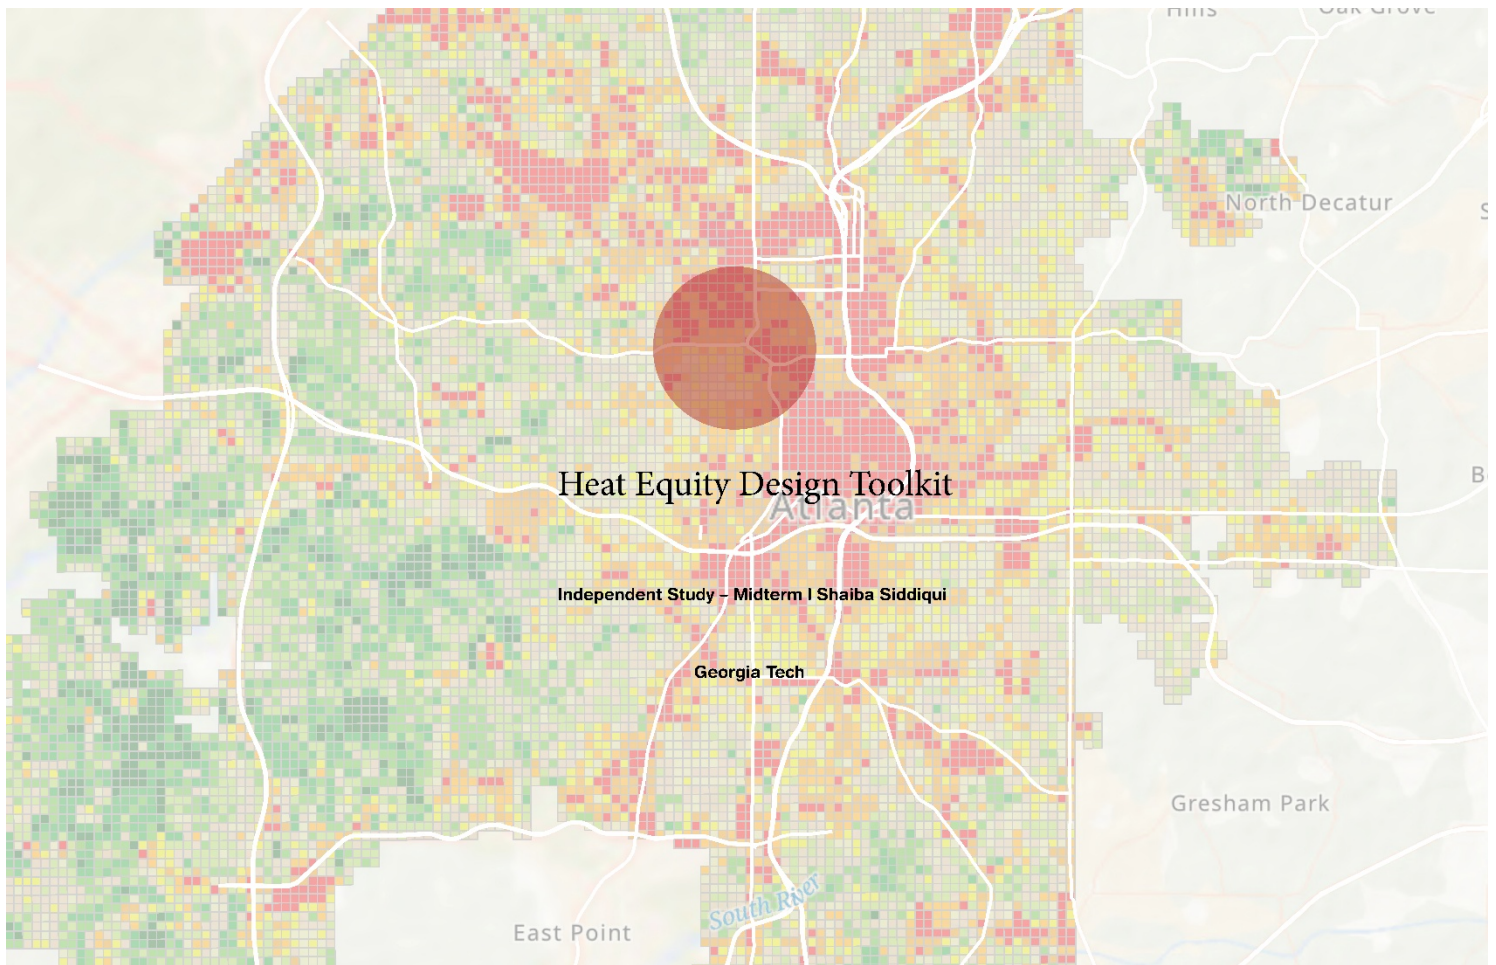 Hills
Oak Grove
North Decatur
Heat Equity Design Toolkit
Atlanta
Independent Study – Midterm I Shaiba Siddiqui
Georgia Tech
Gresham Park
South River
East Point